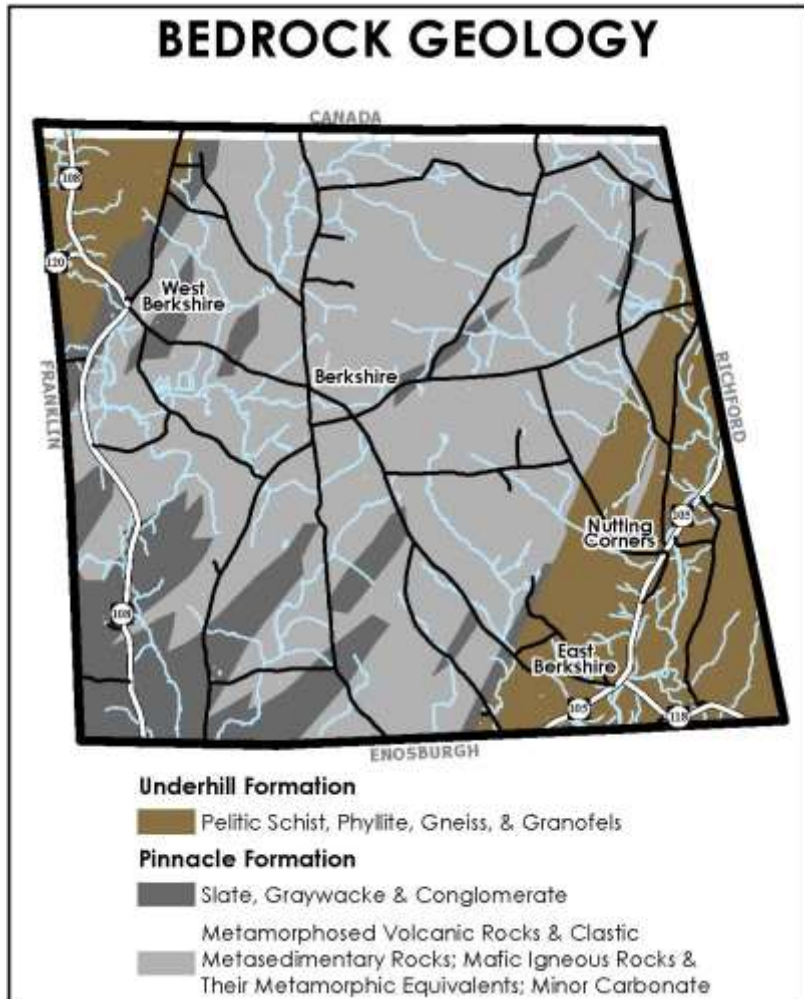 BEDROCK GEOLOGY
CANADA
108
120
West
Berkshire
FRANKLIN
Berkshire
RICHFORD
105
Nutting
Corners
108
East
Berkshire
105
118
ENOSBURGH
Underhill Formation
Pelitic Schist, Phyllite, Gneiss, & Granofels
Pinnacle Formation
Slate, Graywacke & Conglomerate
Metamorphosed Volcanic Rocks & Clastic
Metasedimentary Rocks; Mafic Igneous Rocks &
Their Metamorphic Equivalents; Minor Carbonate